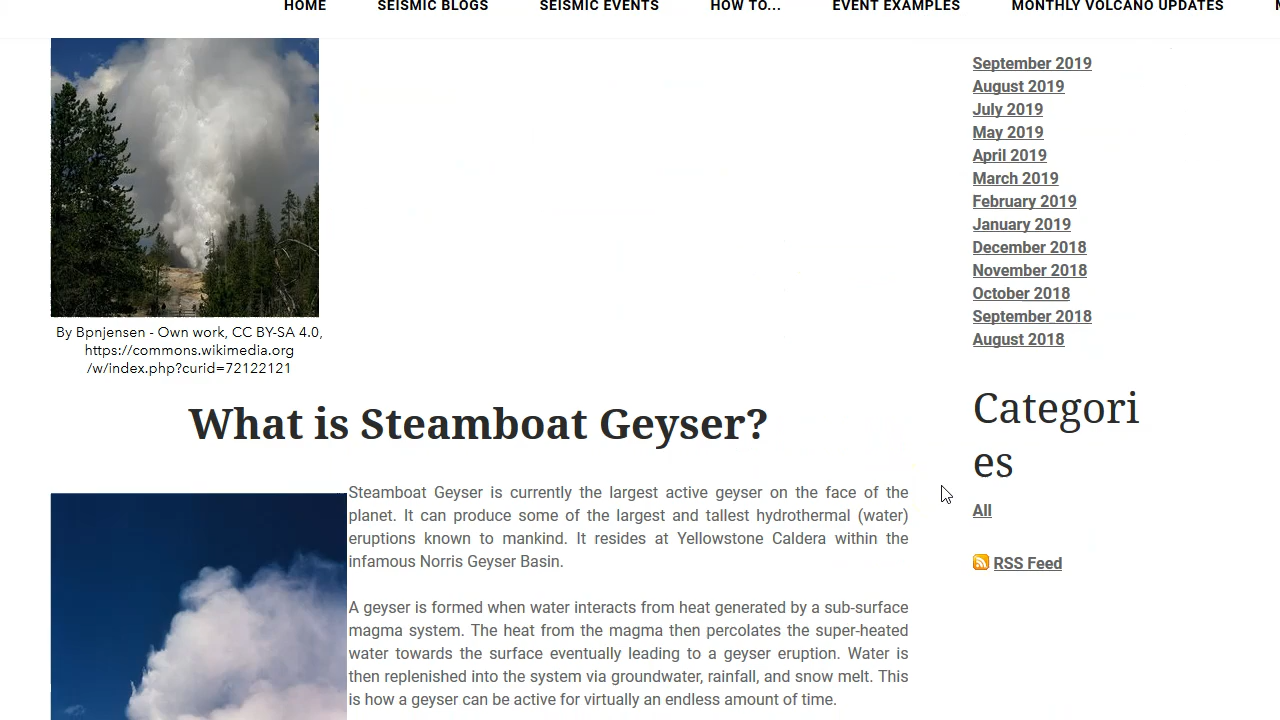 HOME SEISMIC BLOGS SEISMIC EVENTS HOW TO... EVENT EXAMPLES MONTHLY VOLCANO UPDATES
September 2019
August 2019
July 2019
May 2019
April 2019
March 2019
February 2019
January 2019
December 2018
November 2018
October 2018
September 2018
August 2018
By Bpnjensen - Own work, CC BY-SA 4.0,
https://commons.wikimedia.org
/w/index.php?curid=72122121
What is Steamboat Geyser?
Steamboat Geyser is currently the largest active geyser on the face of the
planet. It can produce some of the largest and tallest hydrothermal (water)
eruptions known to mankind. It resides at Yellowstone Caldera within the
infamous Norris Geyser Basin.
A geyser is formed when water interacts from heat generated by a sub-surface
magma system. The heat from the magma then percolates the super-heated
water towards the surface eventually leading to a geyser eruption. Water is
then replenished into the system via groundwater, rainfall, and snow melt. This
is how a geyser can be active for virtually an endless amount of time.
Categori
es
All
RSS Feed